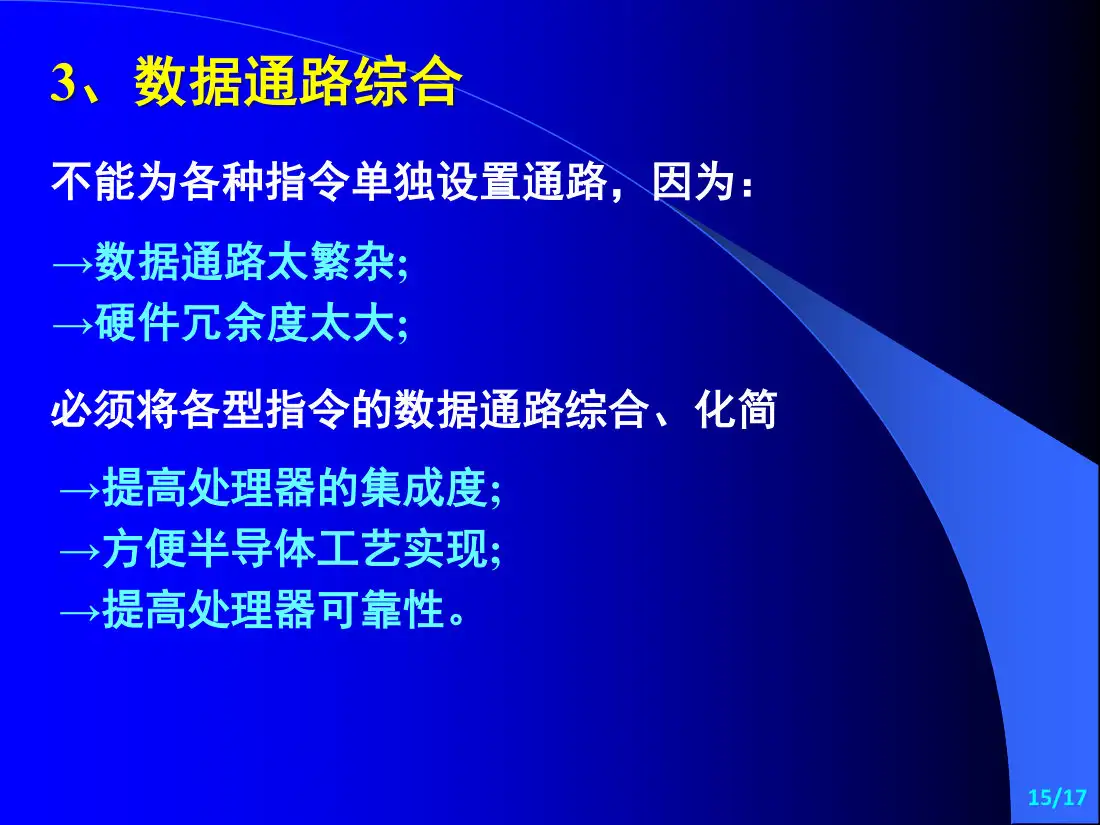 3、数据通路综合
不能为各种指令单独设置通路，因为：
→数据通路太繁杂;
→硬件冗余度太大;
必须将各型指令的数据通路综合、化简
→提高处理器的集成度;
→方便半导体工艺实现;
→提高处理器可靠性。
15/17